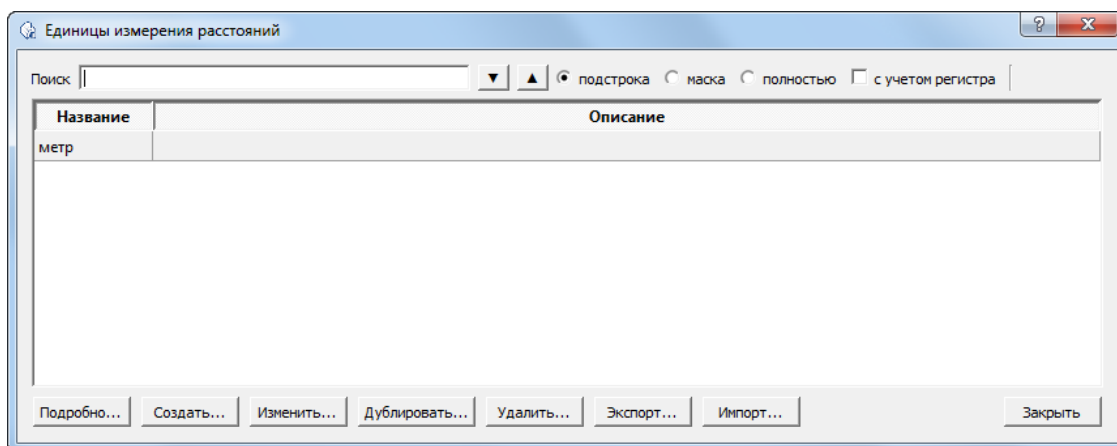 Единицы измерения расстояний
Поиск ▼ ▲ подстрока маска полностью с учетом регистра
Название Описание
метр
Подробно... Создать... Изменить... Дублировать... Удалить... Экспорт... Импорт... Закрыть